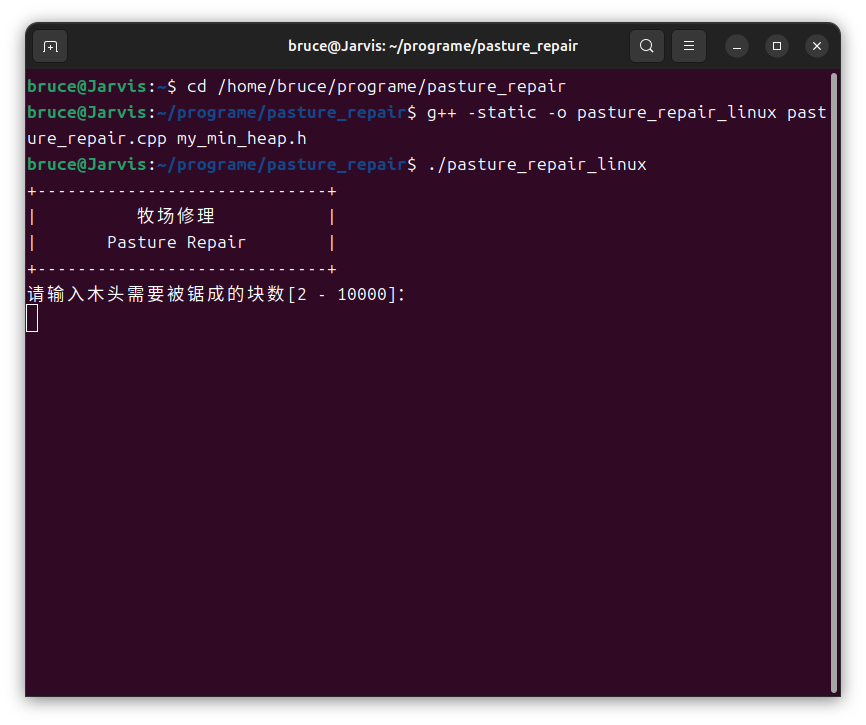 bruce@Jarvis: ~/programe/pasture_repair
bruce@Jarvis:~$ cd /home/bruce/programe/pasture_repair
bruce@Jarvis:~/programe/pasture_repair$ g++ -static -o pasture_repair_linux past
ure_repair.cpp my_min_heap.h
bruce@Jarvis:~/programe/pasture_repair$ ./pasture_repair_linux
+-----------------------------+
|          牧场修理           |
|       Pasture Repair        |
+-----------------------------+
请输入木头需要被锯成的块数[2 - 10000]: